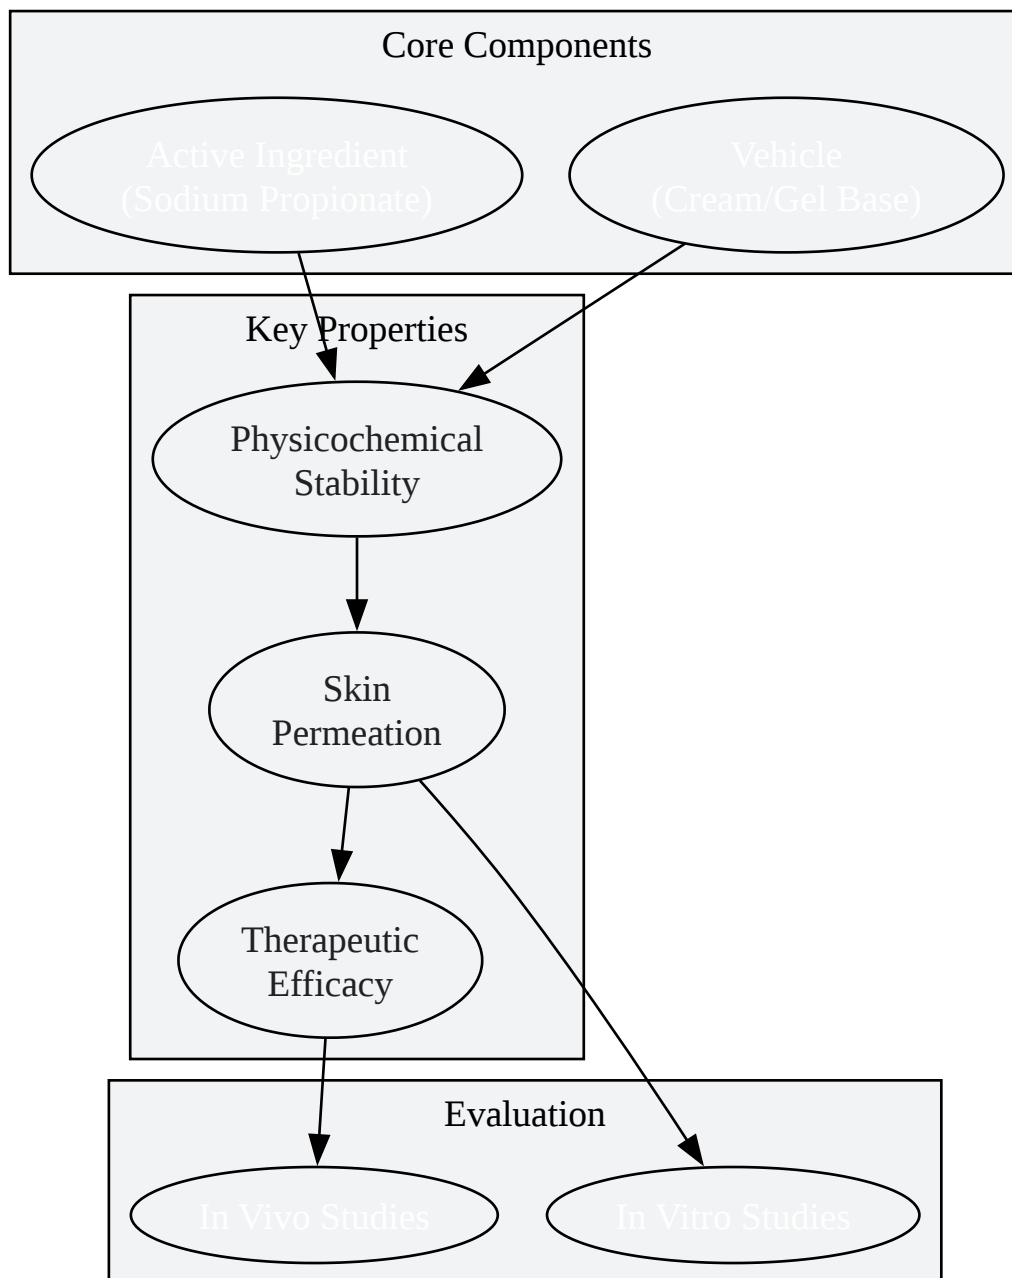 Core Components
Active Ingredient
(Sodium Propionate)
Vehicle
(Cream/Gel Base)
Key Properties
Physicochemical
Stability
Skin
Permeation
Therapeutic
Efficacy
Evaluation
In Vivo Studies
In Vitro Studies